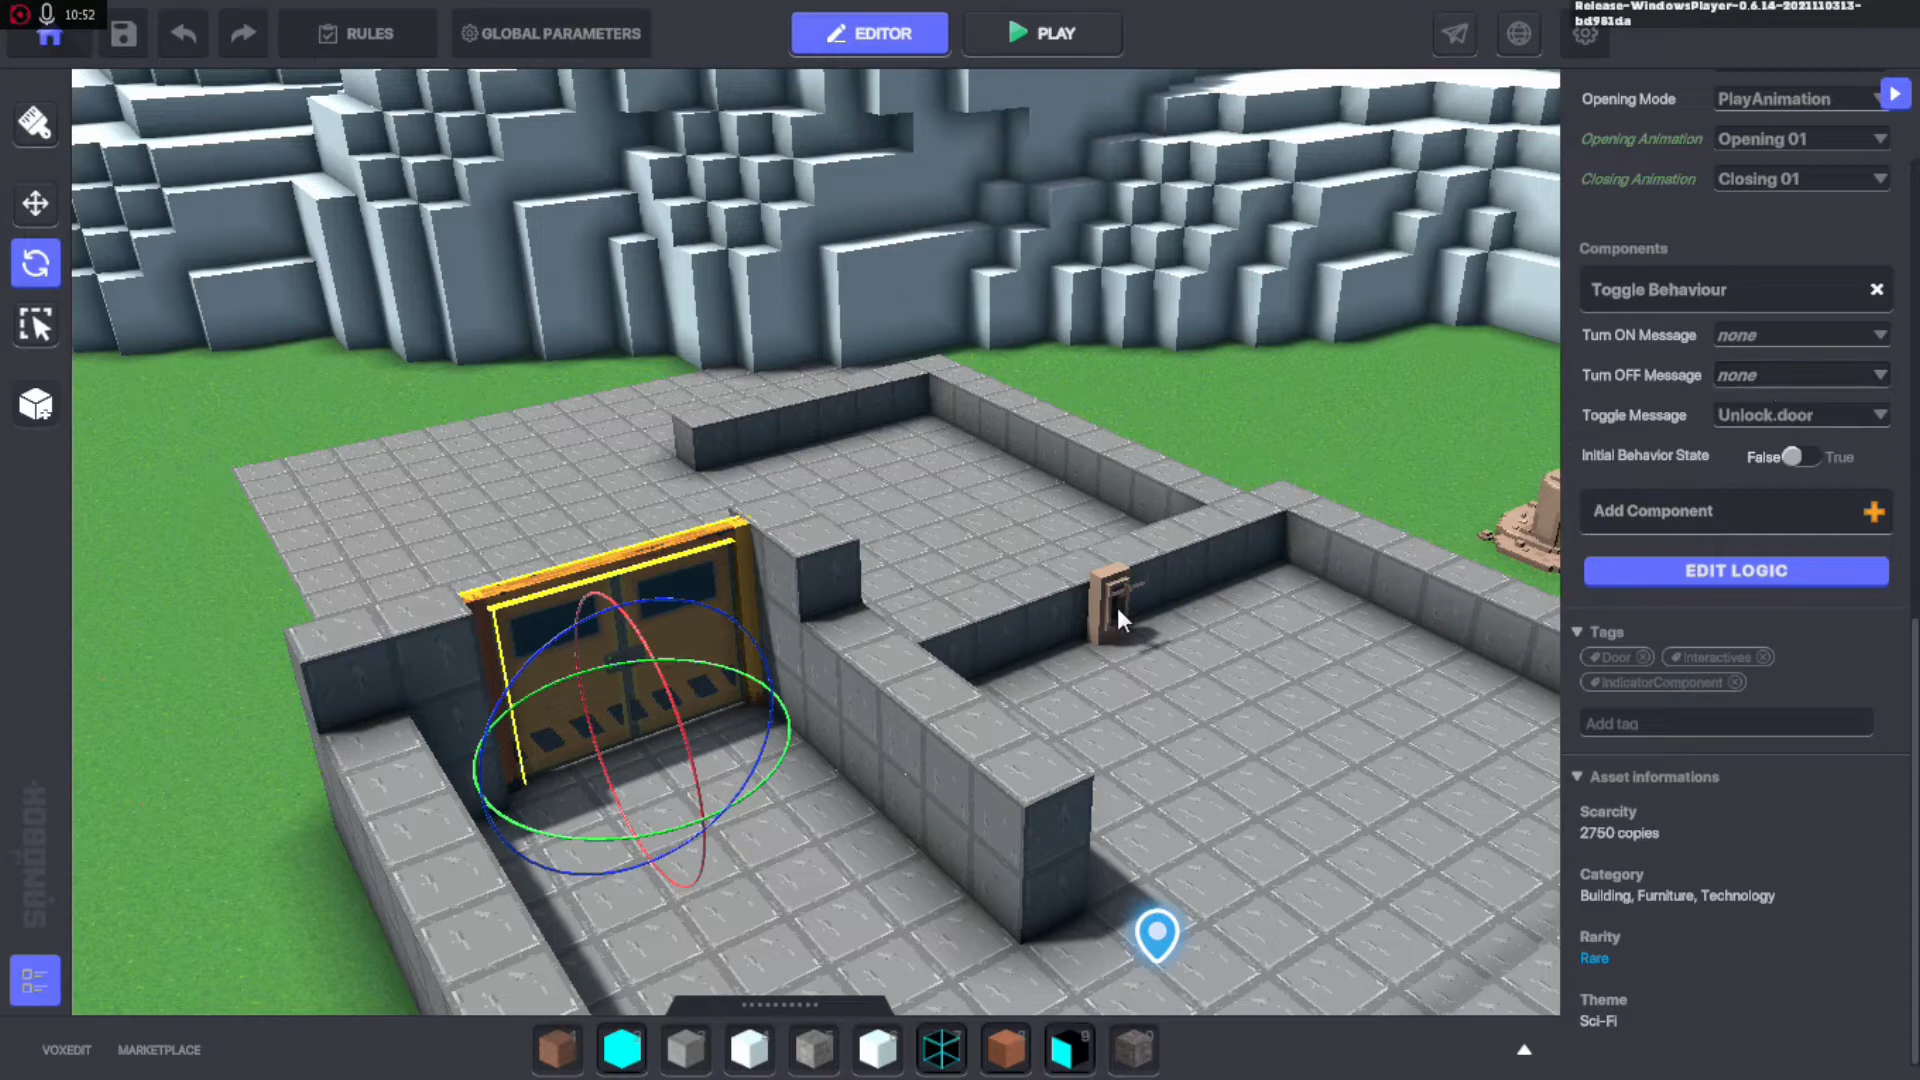 10:52
Release-WindowsPlayer-0.6.14-2021110313-
bd981da
RULES
GLOBAL PARAMETERS
EDITOR
PLAY
Opening Mode PlayAnimation
Opening Animation Opening 01
Closing Animation Closing 01
Components
Toggle Behaviour
Turn ON Message none
Turn OFF Message none
Toggle Message Unlock.door
Initial Behavior State False True
Add Component
EDIT LOGIC
Tags
Door Interactives
IndicatorComponent
Add tag
Asset informations
Scarcity
2750 copies
Category
Building, Furniture, Technology
Rarity
Rare
Theme
Sci-Fi
SANDBOX
VOXEDIT MARKETPLACE